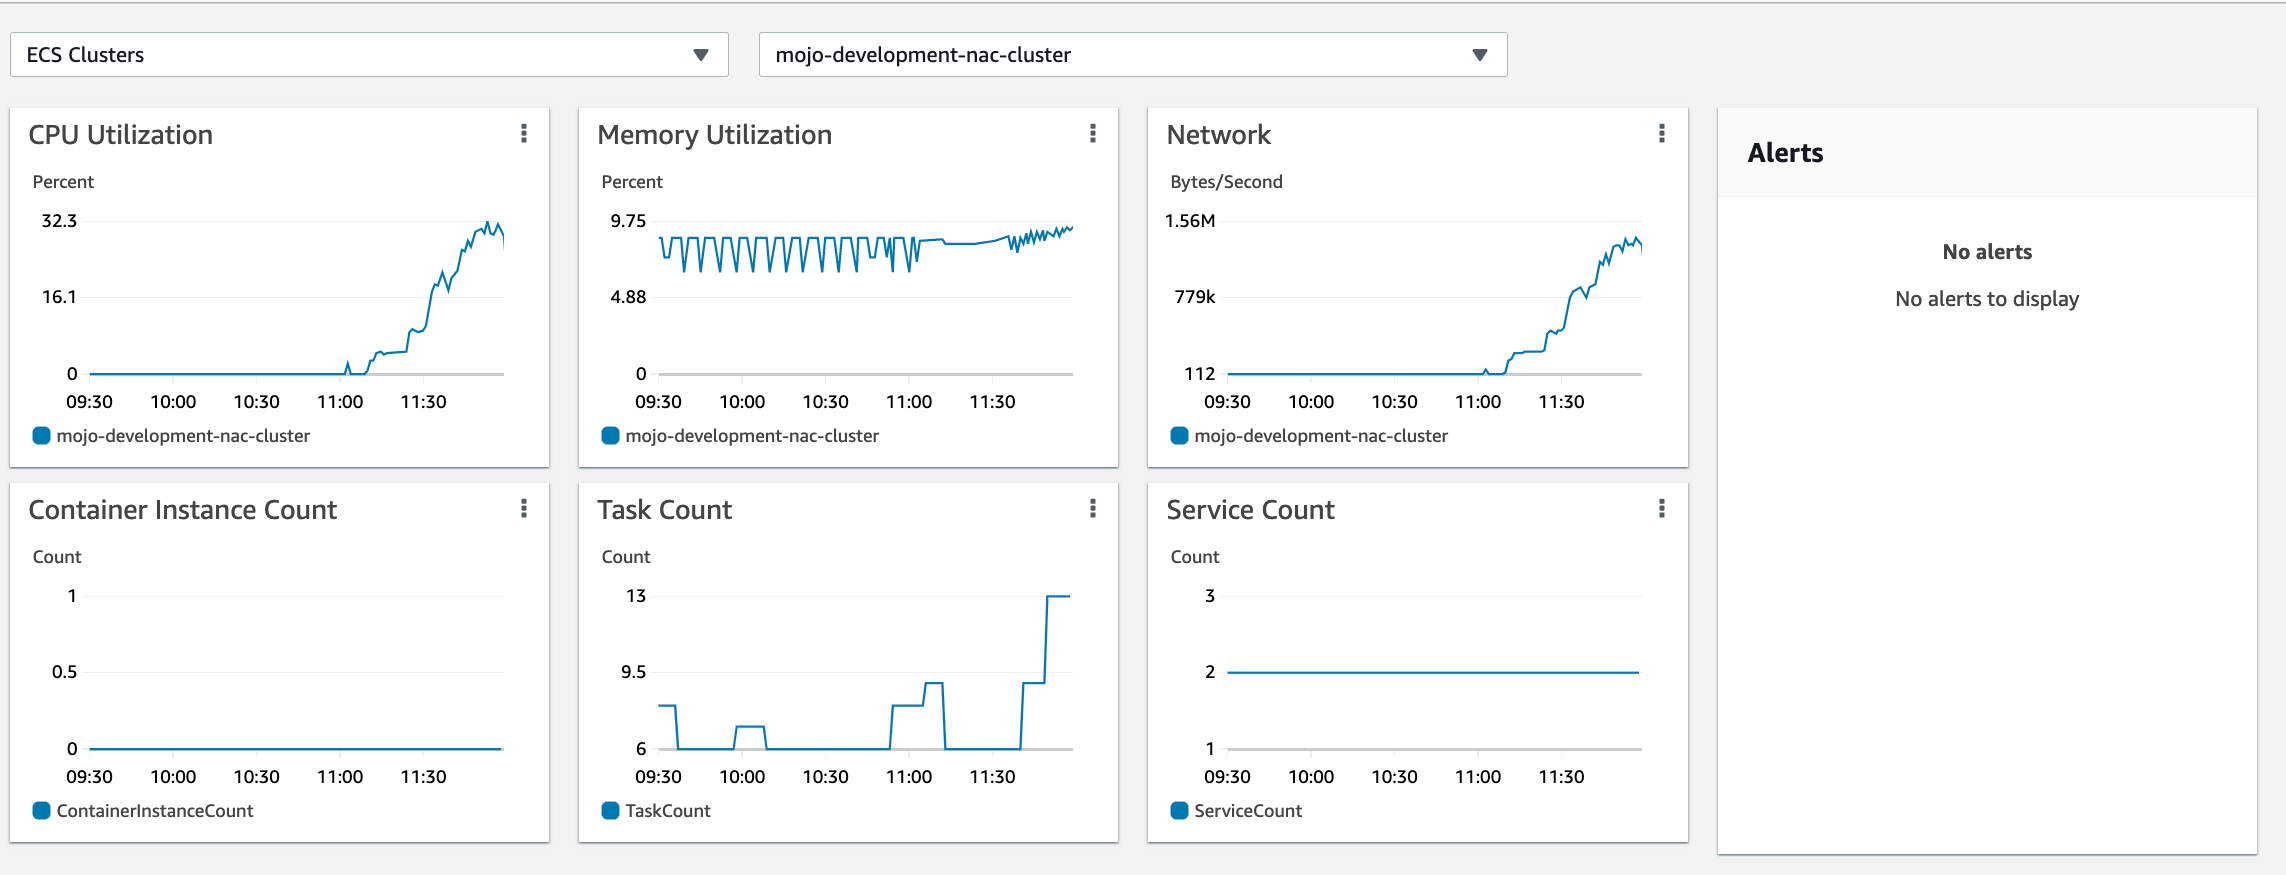 ECS Clusters
mojo-development-nac-cluster
CPU Utilization
Percent
32.3
16.1
0
09:30 10:00 10:30 11:00 11:30
mojo-development-nac-cluster
Memory Utilization
Percent
9.75
4.88
0
09:30 10:00 10:30 11:00 11:30
mojo-development-nac-cluster
Network
Bytes/Second
1.56M
779k
112
09:30 10:00 10:30 11:00 11:30
mojo-development-nac-cluster
Alerts
No alerts
No alerts to display
Container Instance Count
Count
1
0.5
0
09:30 10:00 10:30 11:00 11:30
ContainerInstanceCount
Task Count
Count
13
9.5
6
09:30 10:00 10:30 11:00 11:30
TaskCount
Service Count
Count
3
2
1
09:30 10:00 10:30 11:00 11:30
ServiceCount